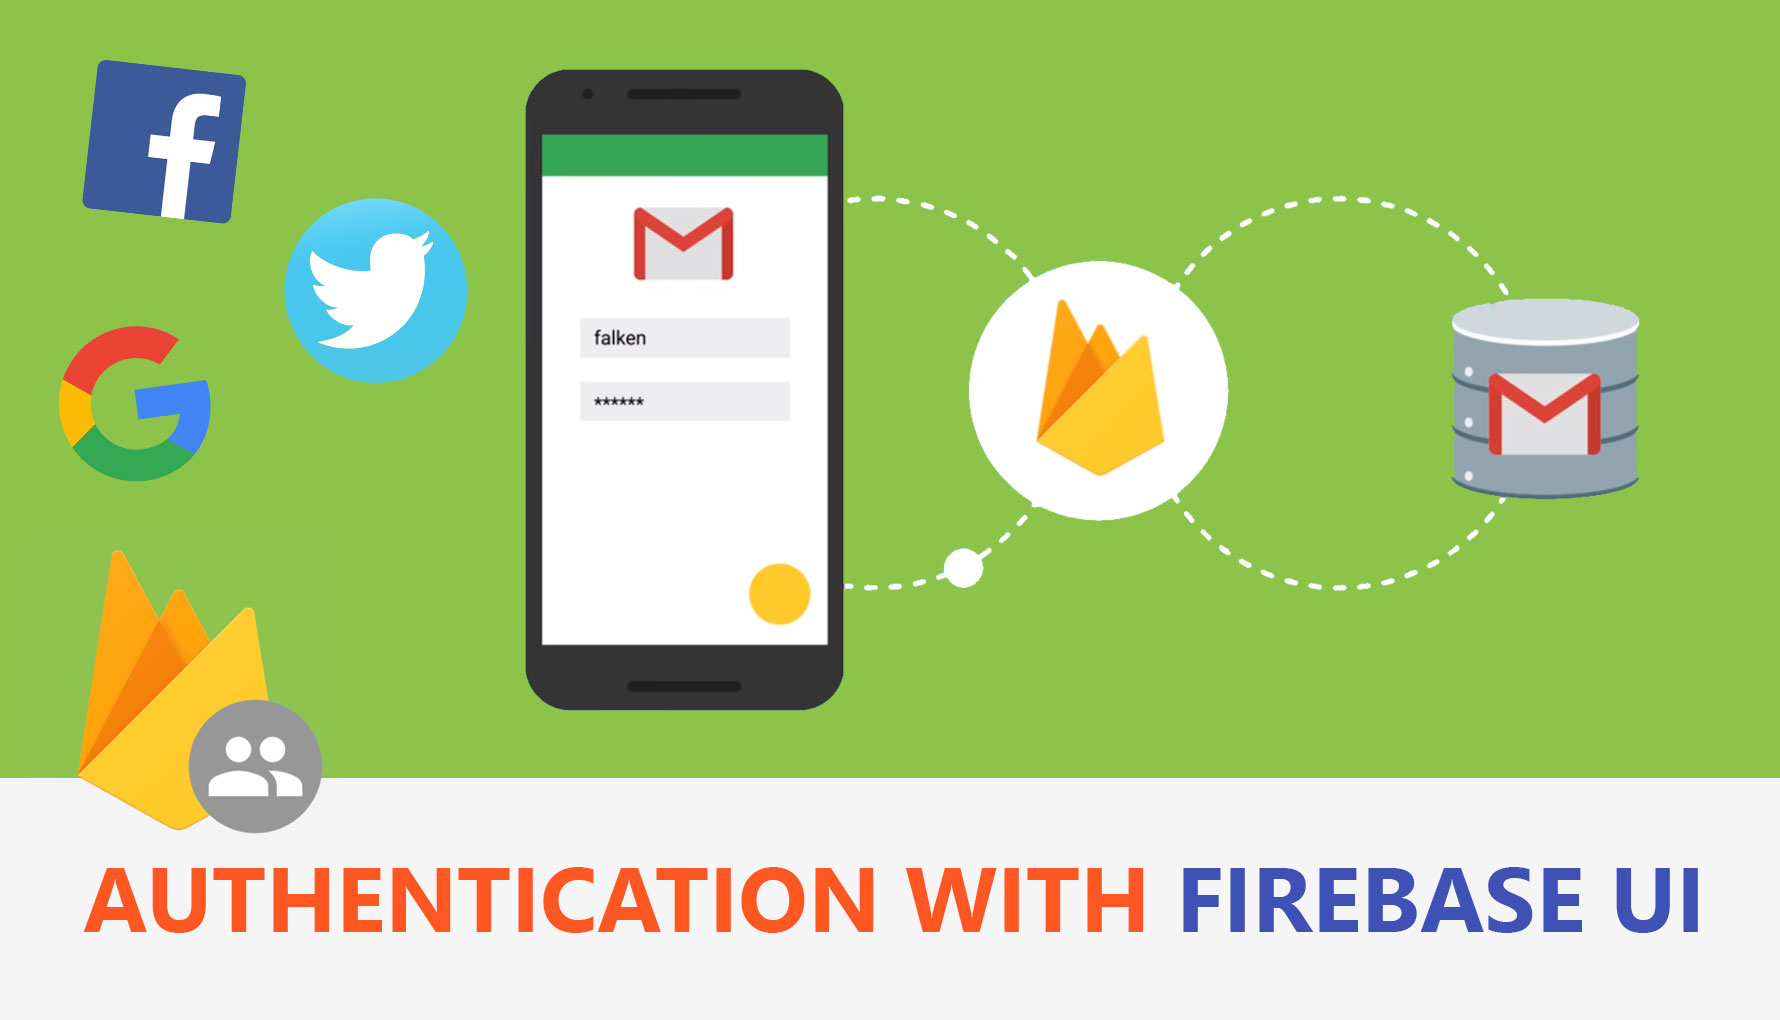 falken
******
AUTHENTICATION WITH FIREBASE UI